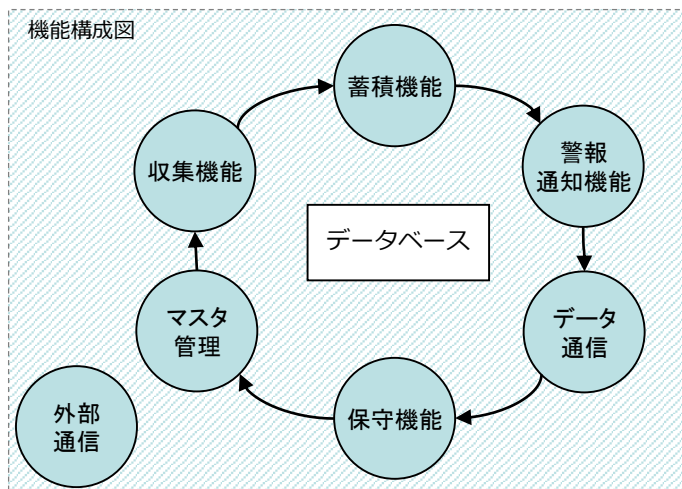 機能構成図
蓄積機能
警報
通知機能
収集機能
データベース
マスタ
管理
データ
通信
保守機能
外部
通信